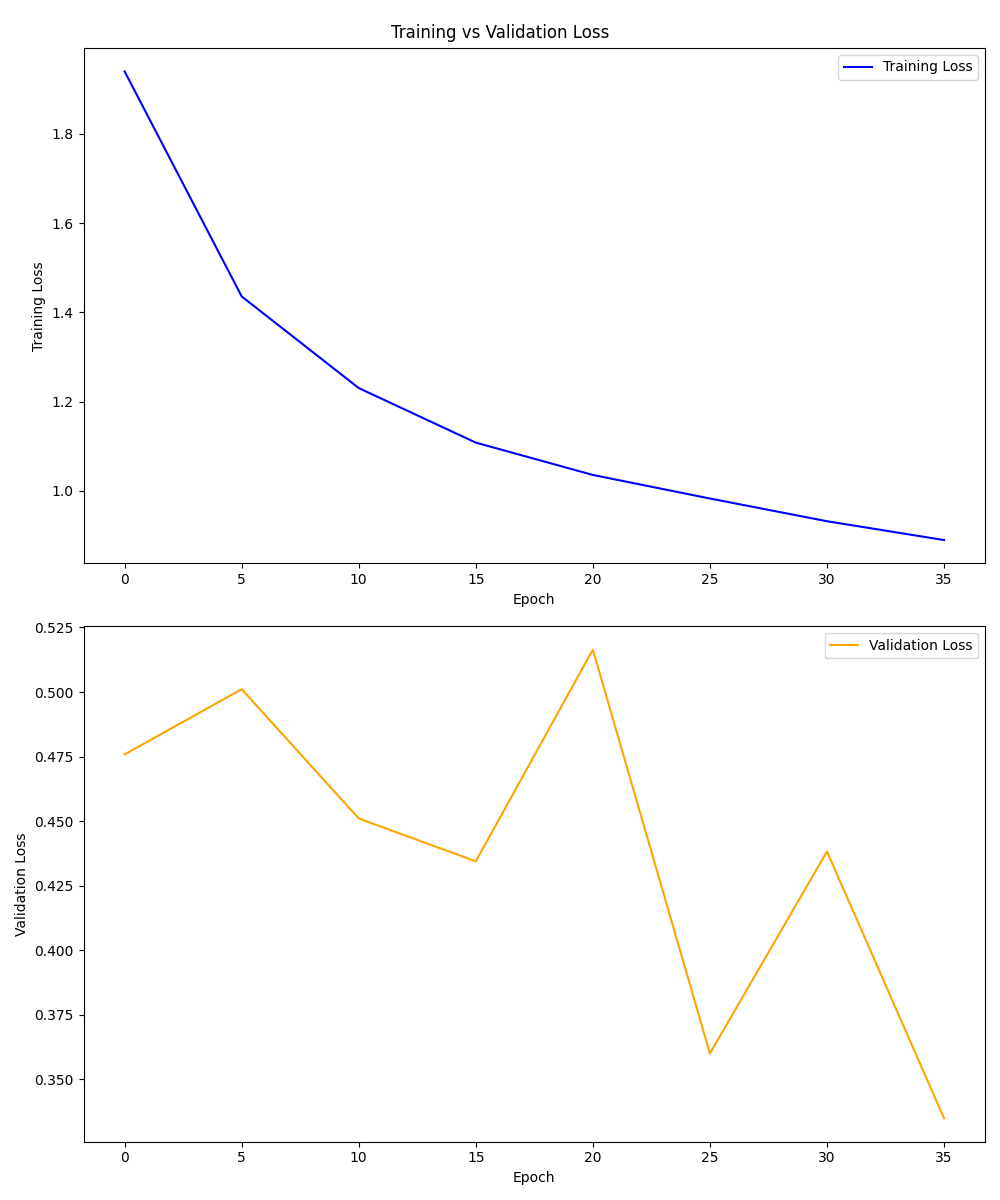 Training vs Validation Loss
Training Loss
1.8
1.6
1.4
1.2
1.0
Training Loss
0 5 10 15 20 25 30 35
Epoch
Validation Loss
0.525
0.500
0.475
0.450
0.425
0.400
0.375
0.350
Validation Loss
0 5 10 15 20 25 30 35
Epoch